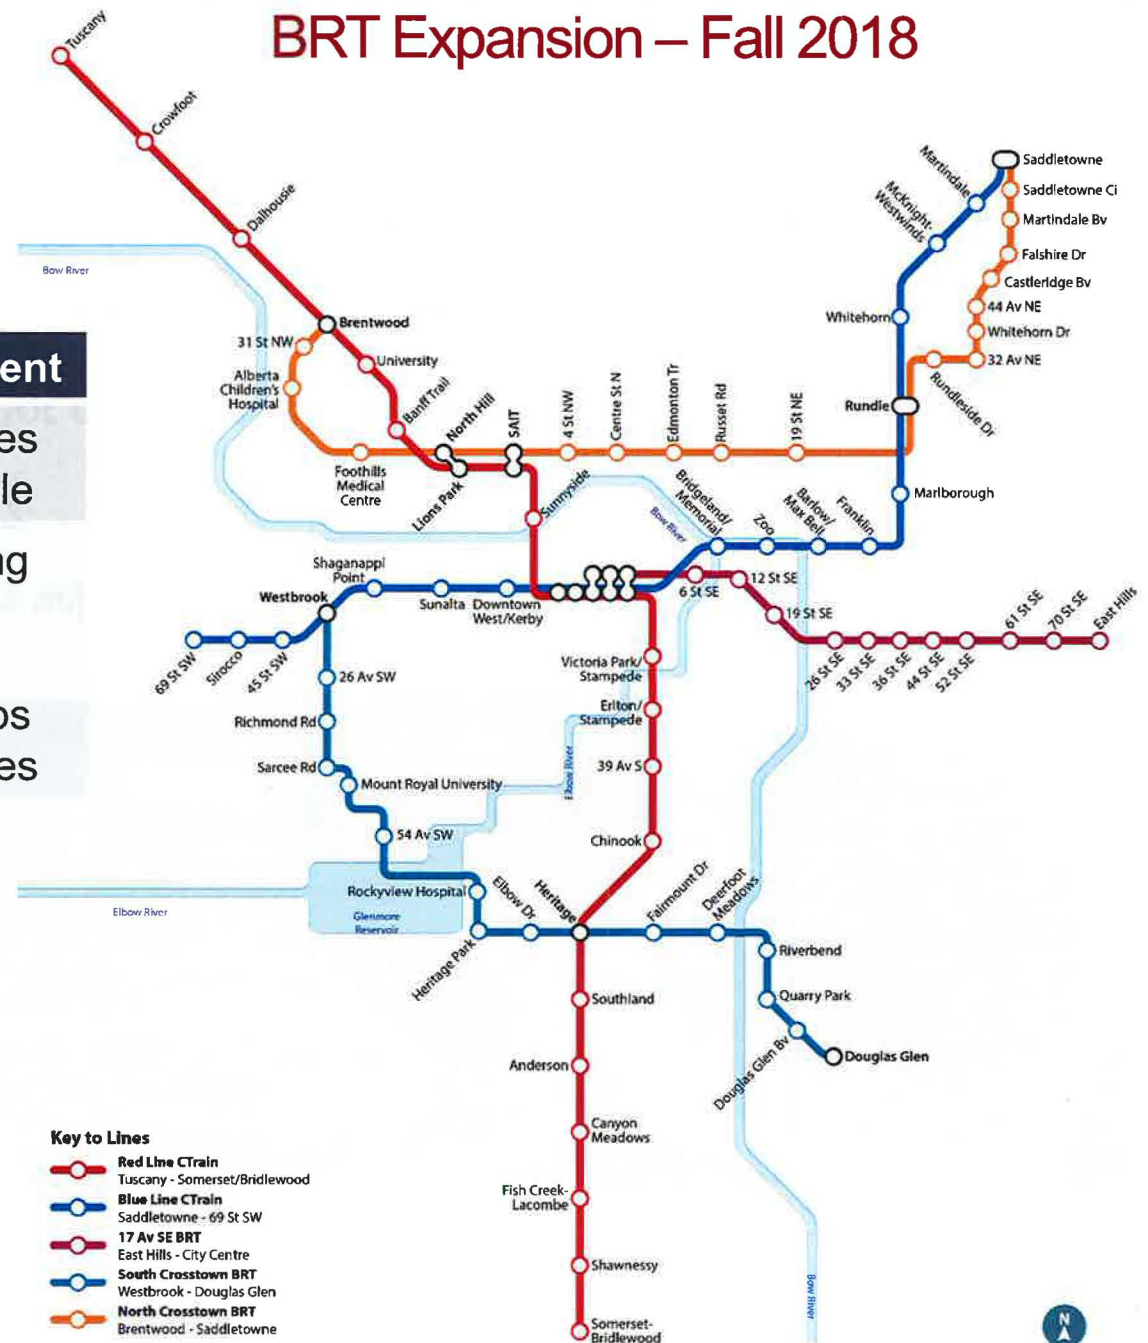 BRT Expansion – Fall 2018
Tuscany
Crowfoot
Dalhousie
Bow River
Brentwood
31 St NW
University
Alberta
Children's
Hospital
Banff Trail
North Hill
SAIT
4 St NW
Centre St N
Edmonton Tr
Russet Rd
19 St NE
Foothills
Medical
Centre
Lions Park
Sunnyside
Martindale
McKnight-
Westwinds
Saddletowne
Saddletowne Ci
Martindale Bv
Falshire Dr
Castleridge Bv
44 Av NE
Whitehorn Dr
32 Av NE
Whitehorn
Rundle
Rundleside Dr
Marlborough
Bow River
Bridgeland/
Memorial
Zoo
Barlow/
Max Bell
Franklin
ent
es
le
ng
os
es
Shaganappi
Point
Westbrook
Sunalta
Downtown
West/Kerby
69 St SW
Sirocco
45 St SW
6 St SE
12 St SE
19 St SE
26 St SE
33 St SE
36 St SE
44 St SE
52 St SE
61 St SE
70 St SE
East Hills
26 Av SW
Richmond Rd
Sarcee Rd
Mount Royal University
54 Av SW
Victoria Park/
Stampede
Erlton/
Stampede
39 Av S
Elbow River
Chinook
Rockyview Hospital
Elbow River
Glenmore
Reservoir
Heritage Park
Elbow Dr
Heritage
Fairmount Dr
Deerfoot
Meadows
Riverbend
Quarry Park
Douglas Glen Bv
Douglas Glen
Southland
Anderson
Canyon
Meadows
Fish Creek-
Lacombe
Shawnessy
Somerset-
Bridlewood
Bow River
Key to Lines
Red Line CTrain
Tuscany - Somerset/Bridlewood
Blue Line CTrain
Saddletowne - 69 St SW
17 Av SE BRT
East Hills - City Centre
South Crosstown BRT
Westbrook - Douglas Glen
North Crosstown BRT
Brentwood - Saddletowne
N